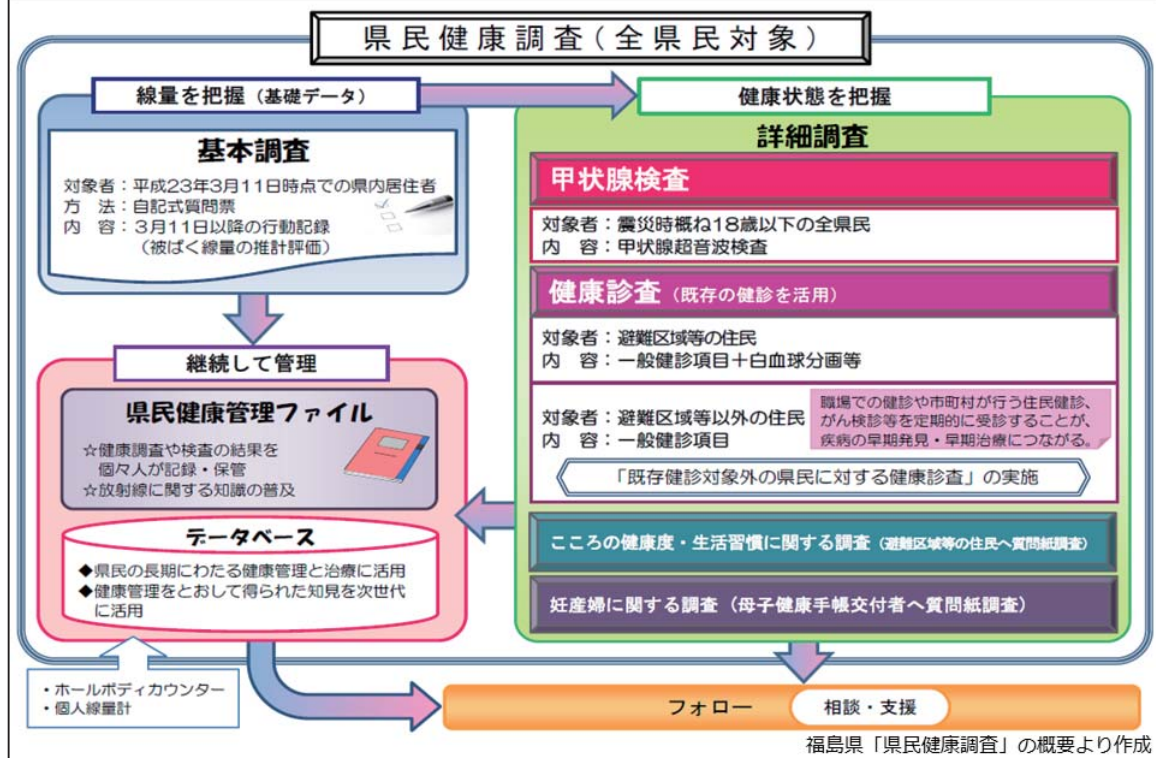 県民健康調査(全県民対象)
線量を把握(基礎データ)
基本調査
対象者:平成23年3月11日時点での県内居住者
方 法:自記式質問票
内 容:3月11日以降の行動記録
(被ばく線量の推計評価)
健康状態を把握
詳細調査
甲状腺検査
対象者:震災時概ね18歳以下の全県民
内 容:甲状腺超音波検査
健康診査(既存の健診を活用)
対象者:避難区域等の住民
内 容:一般健診項目+白血球分画等
対象者:避難区域等以外の住民
内 容:一般健診項目
職場での健診や市町村が行う住民健診、
がん検診等を定期的に受診することが、
疾病の早期発見・早期治療につながる。
「既存健診対象外の県民に対する健康診査」の実施
こころの健康度・生活習慣に関する調査(避難区域等の住民へ質問紙調査)
妊産婦に関する調査(母子健康手帳交付者へ質問紙調査)
継続して管理
県民健康管理ファイル
☆健康調査や検査の結果を
個々人が記録・保管
☆放射線に関する知識の普及
データベース
◆県民の長期にわたる健康管理と治療に活用
◆健康管理をとおして得られた知見を次世代
に活用
・ホールボディカウンター
・個人線量計
フォロー
相談・支援
福島県「県民健康調査」の概要より作成